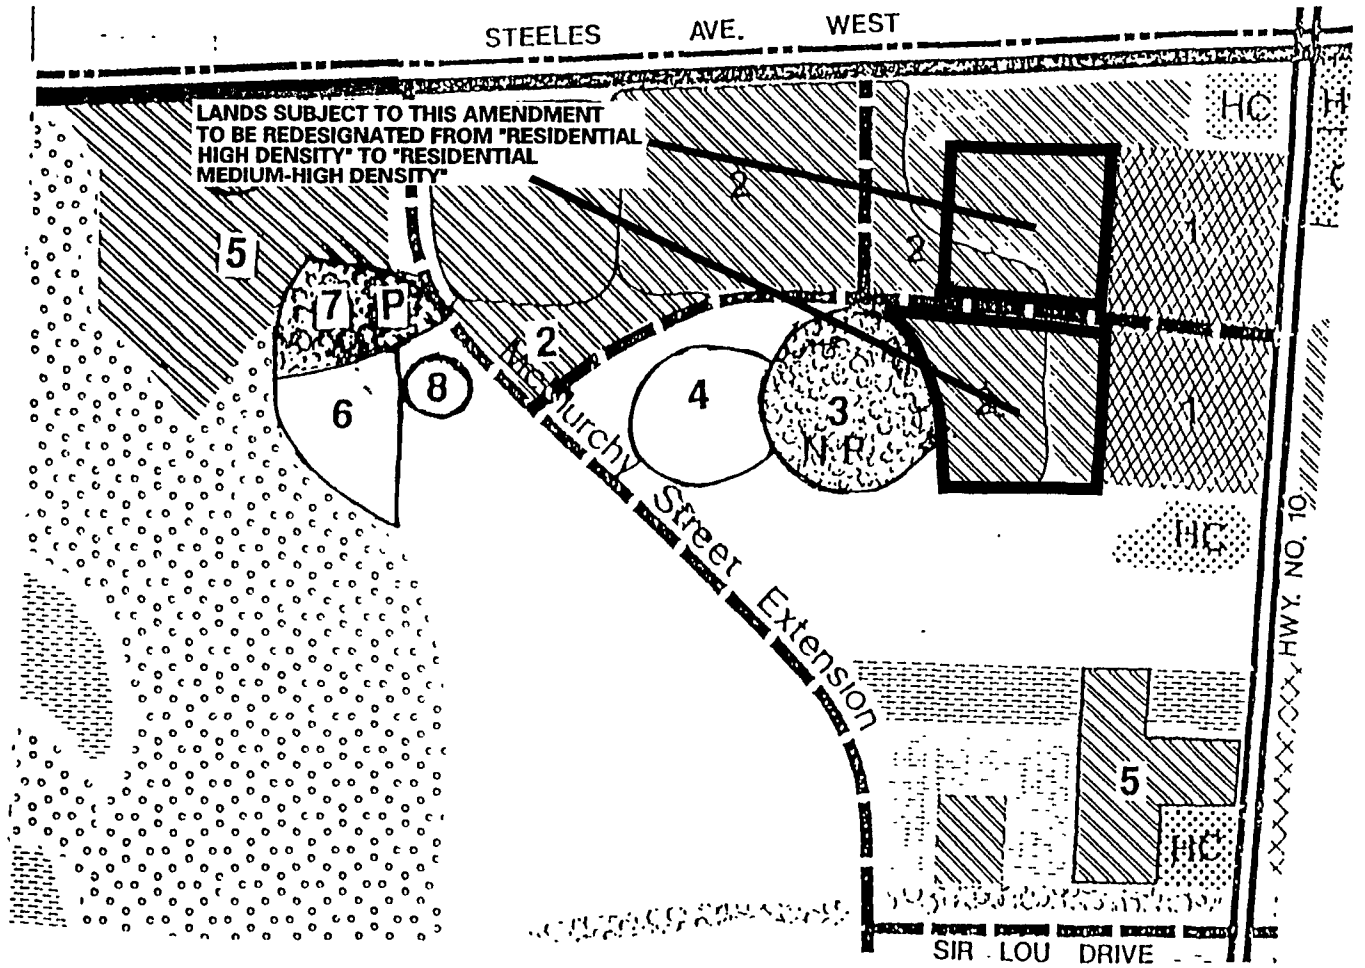 STEELES AVE. WEST
LANDS SUBJECT TO THIS AMENDMENT
TO BE REDESIGNATED FROM "RESIDENTIAL
HIGH DENSITY" TO "RESIDENTIAL
MEDIUM-HIGH DENSITY"
HC
H
C
2
1
5
2
7
P
2
8
6
4
3
N P
1
McMurchy Street Extension
HC
HWY. NO. 10
5
HC
SIR LOU DRIVE